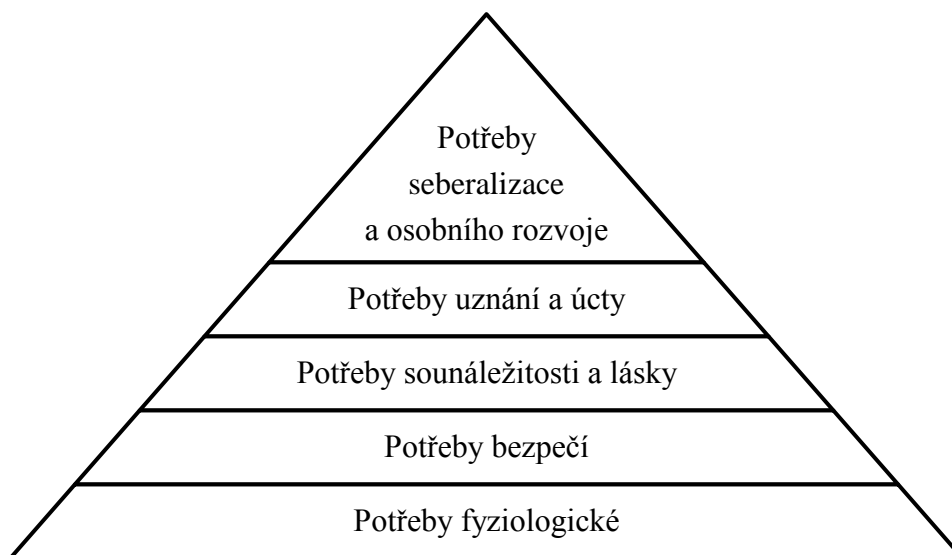 Potřeby
seberalizace
a osobního rozvoje
Potřeby uznání a úcty
Potřeby sounáležitosti a lásky
Potřeby bezpečí
Potřeby fyziologické